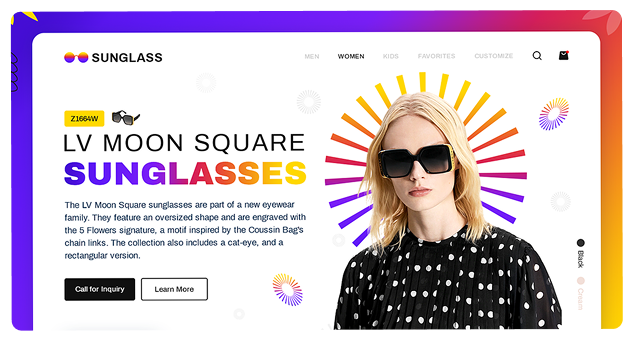 SUNGLASS
MEN WOMEN KIDS FAVORITES CUSTOMIZE
Z1664W
LV MOON SQUARE
SUNGLASSES
The LV Moon Square sunglasses are part of a new eyewear
family. They feature an oversized shape and are engraved with
the 5 Flowers signature, a motif inspired by the Coussin Bag's
chain links. The collection also includes a cat-eye, and a
rectangular version.
Call for Inquiry
Learn More
Black
Cream